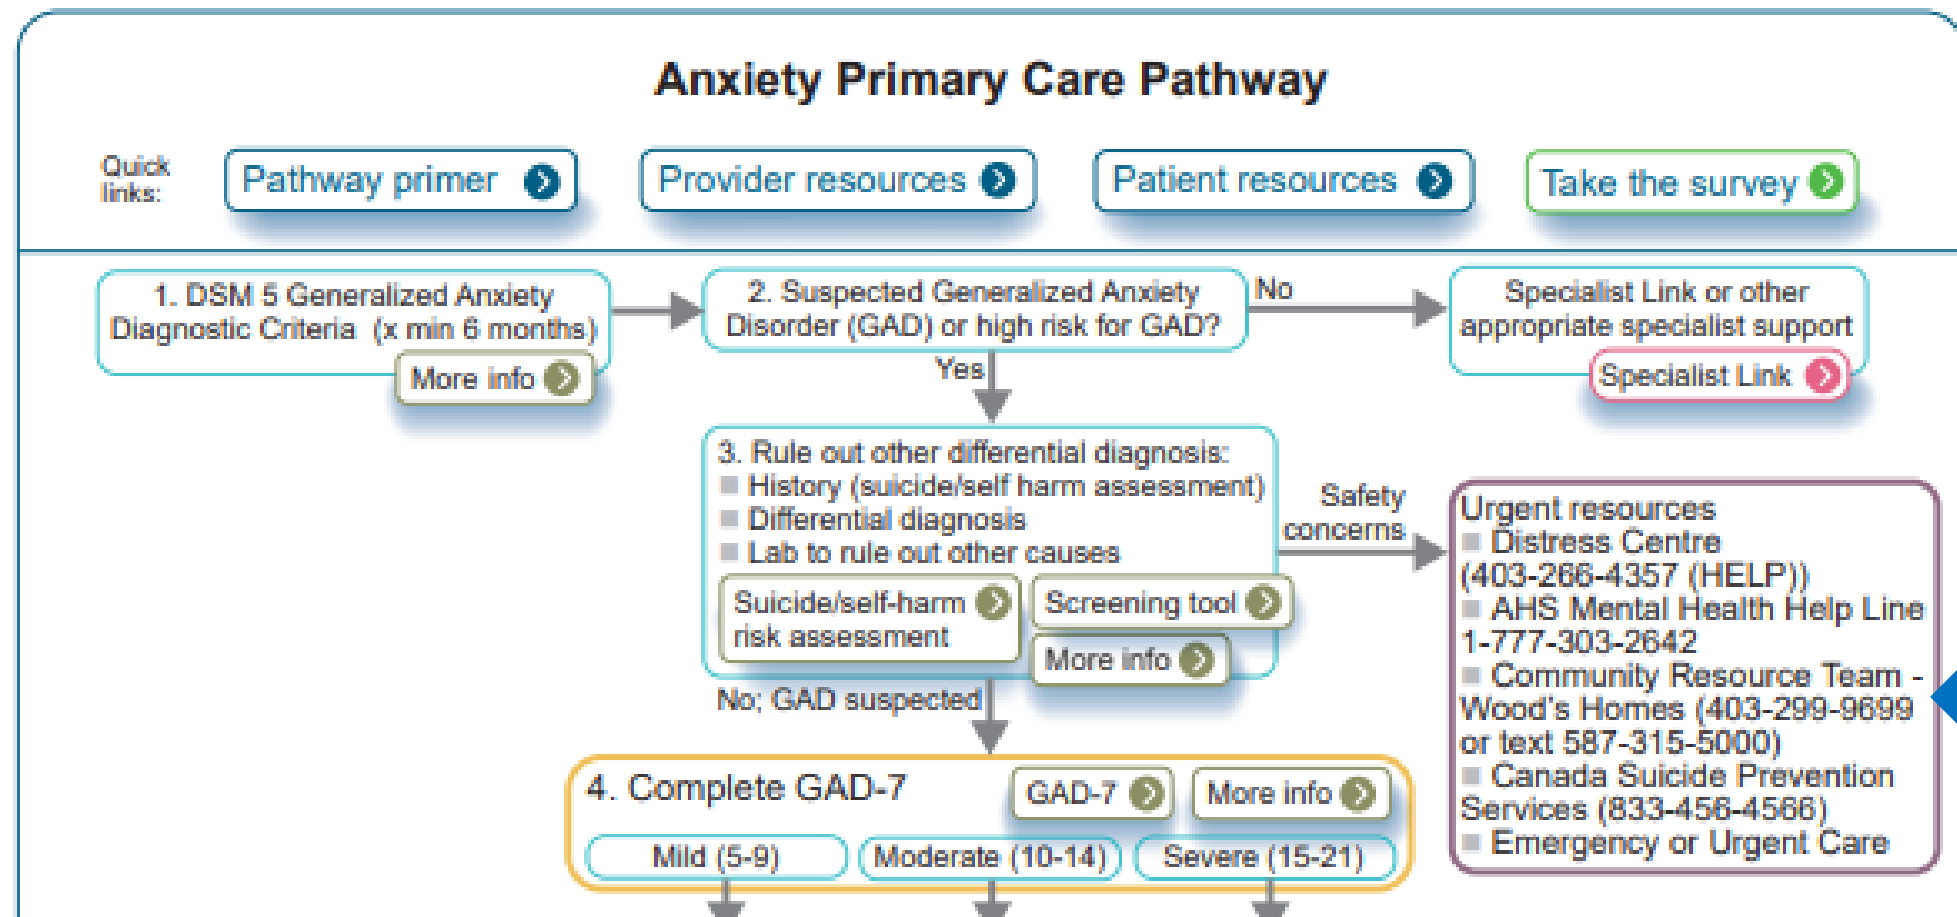 Anxiety Primary Care Pathway
Quick
links:
Pathway primer
Provider resources
Patient resources
Take the survey
1. DSM 5 Generalized Anxiety
Diagnostic Criteria (x min 6 months)
More info
2. Suspected Generalized Anxiety
Disorder (GAD) or high risk for GAD?
No
Specialist Link or other
appropriate specialist support
Specialist Link
Yes
3. Rule out other differential diagnosis:
History (suicide/self harm assessment)
Differential diagnosis
Lab to rule out other causes
Suicide/self-harm
risk assessment
Screening tool
More info
Safety
concerns
Urgent resources
Distress Centre
(403-266-4357 (HELP))
AHS Mental Health Help Line
1-777-303-2642
Community Resource Team -
Wood's Homes (403-299-9699
or text 587-315-5000)
Canada Suicide Prevention
Services (833-456-4566)
Emergency or Urgent Care
No; GAD suspected
4. Complete GAD-7
GAD-7
More info
Mild (5-9)
Moderate (10-14)
Severe (15-21)